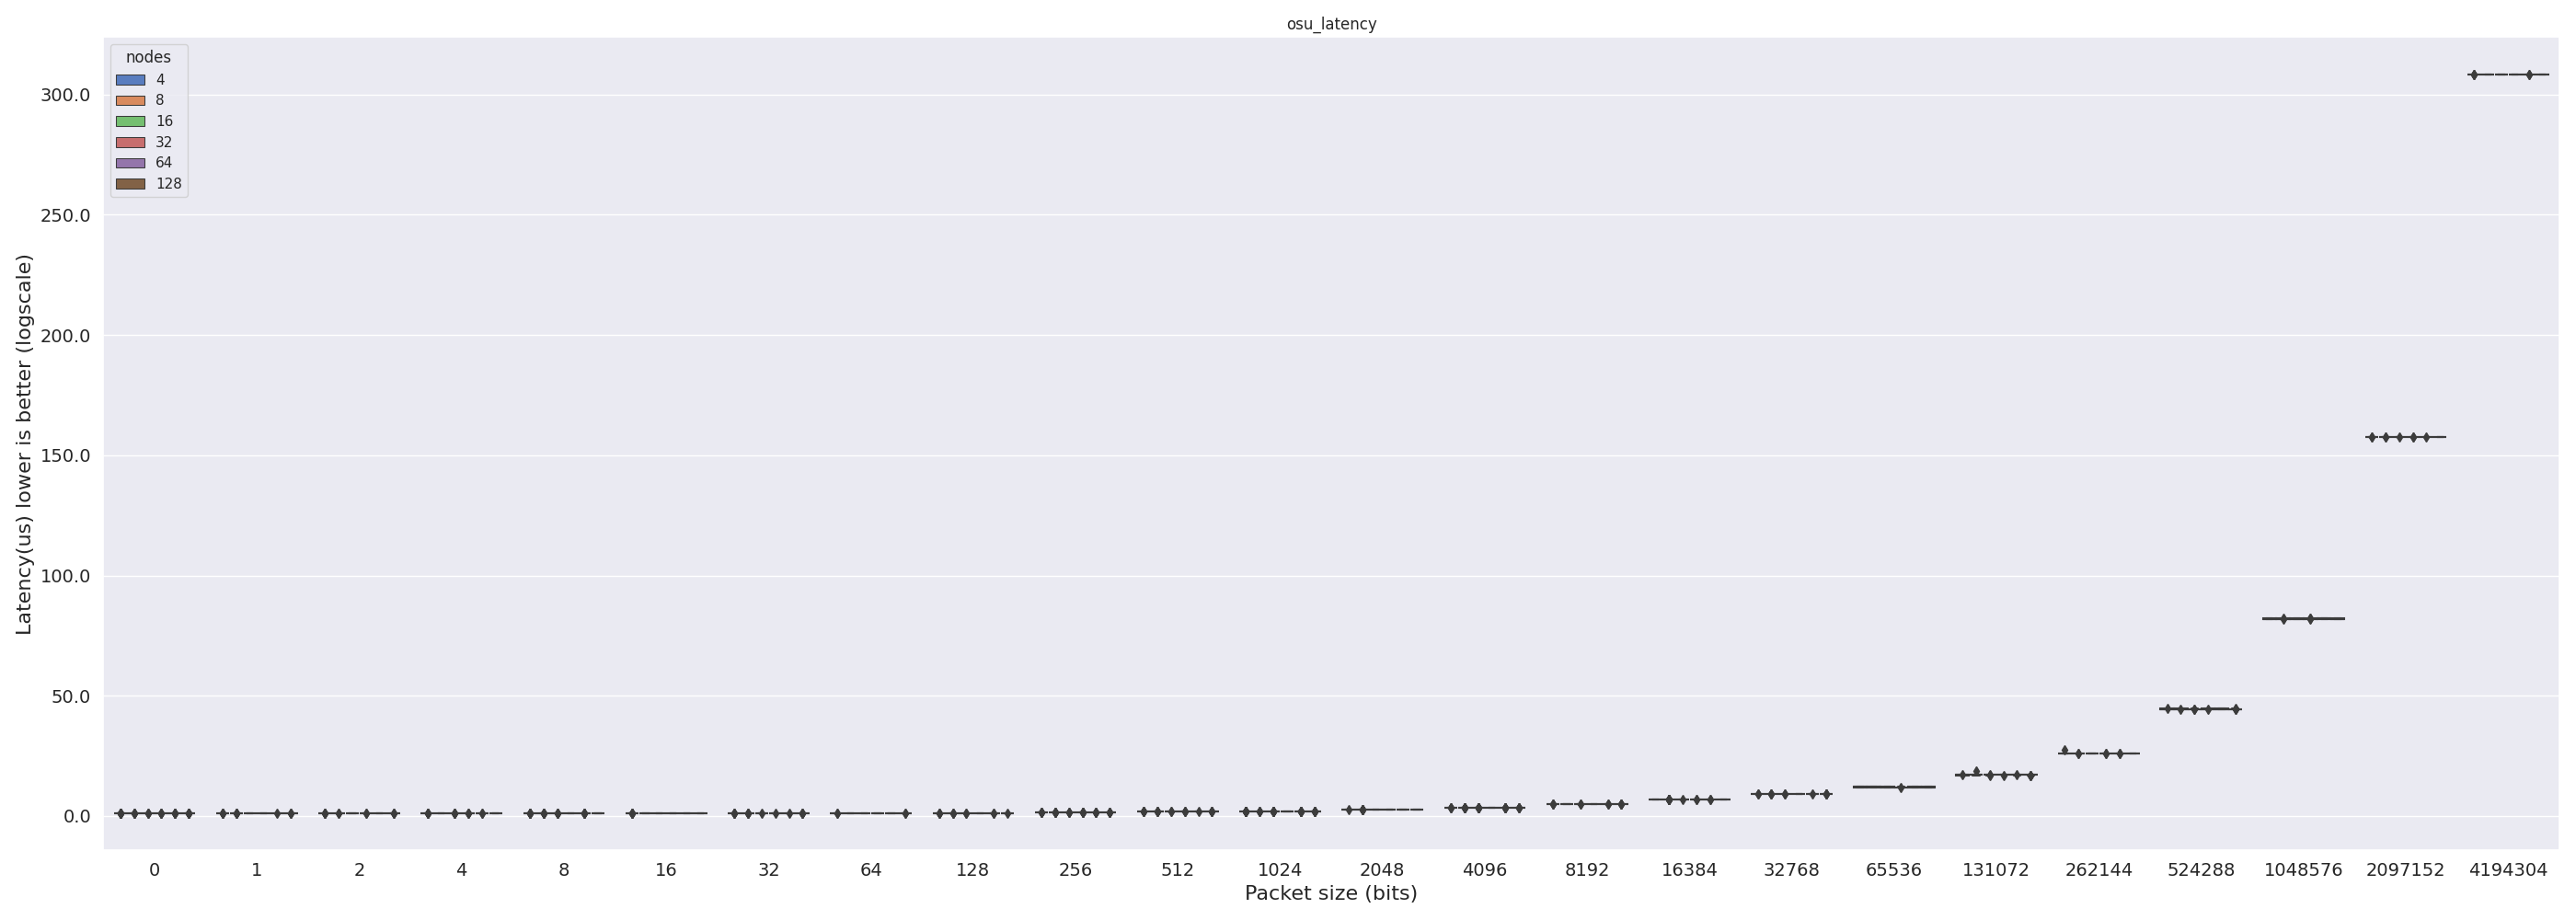 osu_latency
nodes
4
8
16
32
64
128
300.0
250.0
200.0
150.0
100.0
50.0
0.0
Latency(us) lower is better (logscale)
0 1 2 4 8 16 32 64 128 256 512 1024 2048 4096 8192 16384 32768 65536 131072 262144 524288 1048576 2097152 4194304
Packet size (bits)